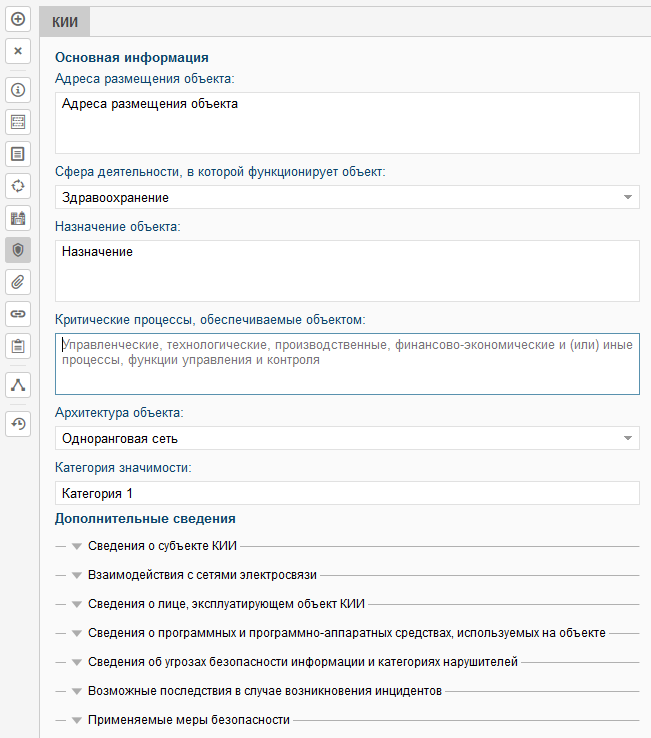 КИИ
Основная информация
Адреса размещения объекта:
Адреса размещения объекта
Сфера деятельности, в которой функционирует объект:
Здравоохранение
Назначение объекта:
Назначение
Критические процессы, обеспечиваемые объектом:
Управленческие, технологические, производственные, финансово-экономические и (или) иные
процессы, функции управления и контроля
Архитектура объекта:
Одноранговая сеть
Категория значимости:
Категория 1
Дополнительные сведения
Сведения о субъекте КИИ
Взаимодействия с сетями электросвязи
Сведения о лице, эксплуатирующем объект КИИ
Сведения о программных и программно-аппаратных средствах, используемых на объекте
Сведения об угрозах безопасности информации и категориях нарушителей
Возможные последствия в случае возникновения инцидентов
Применяемые меры безопасности